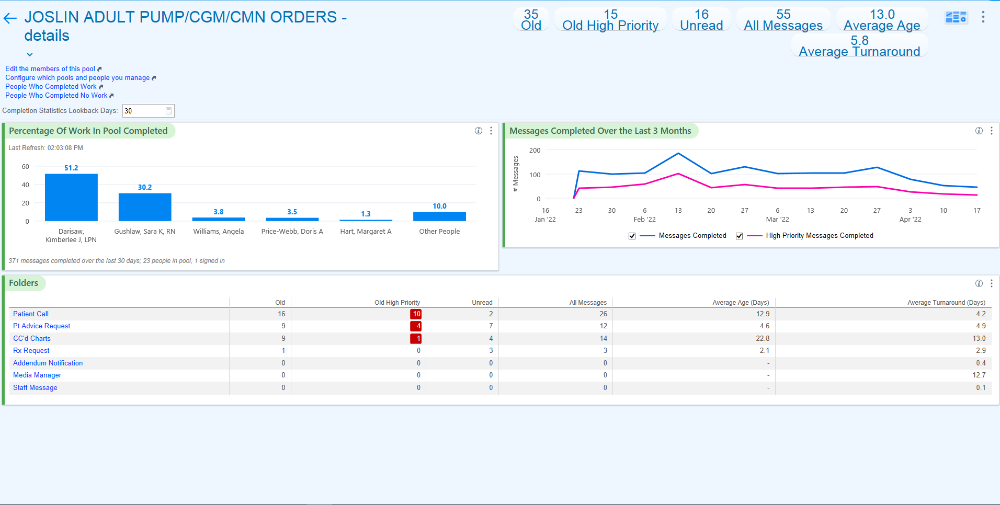 JOSLIN ADULT PUMP/CGM/CMN ORDERS -
details
35
Old
15
Old High Priority
16
Unread
55
All Messages
13.0
Average Age
5.8
Average Turnaround
Edit the members of this pool
Configure which pools and people you manage
People Who Completed Work
People Who Completed No Work
Completion Statistics Lookback Days: 30
Percentage Of Work In Pool Completed
Last Refresh: 02:03:08 PM
60
40
20
0
51.2
30.2
3.8
3.5
1.3
10.0
Darisaw,
Kimberlee J, LPN
Gushlaw, Sara K, RN
Williams, Angela
Price-Webb, Doris A
Hart, Margaret A
Other People
371 messages completed over the last 30 days; 23 people in pool, 1 signed in
Messages Completed Over the Last 3 Months
# Messages
200
100
0
16 23 30 6 13 20 27 6 13 20 27 3 10 17
Jan '22 Feb '22 Mar '22 Apr '22
Messages Completed High Priority Messages Completed
Folders
Old Old High Priority Unread All Messages Average Age (Days) Average Turnaround (Days)
Patient Call 16 10 2 26 12.9 4.2
Pt Advice Request 9 4 7 12 4.6 4.9
CC'd Charts 9 1 4 14 22.8 13.0
Rx Request 1 0 3 3 2.1 2.9
Addendum Notification 0 0 0 0 - 0.4
Media Manager 0 0 0 0 - 12.7
Staff Message 0 0 0 0 - 0.1